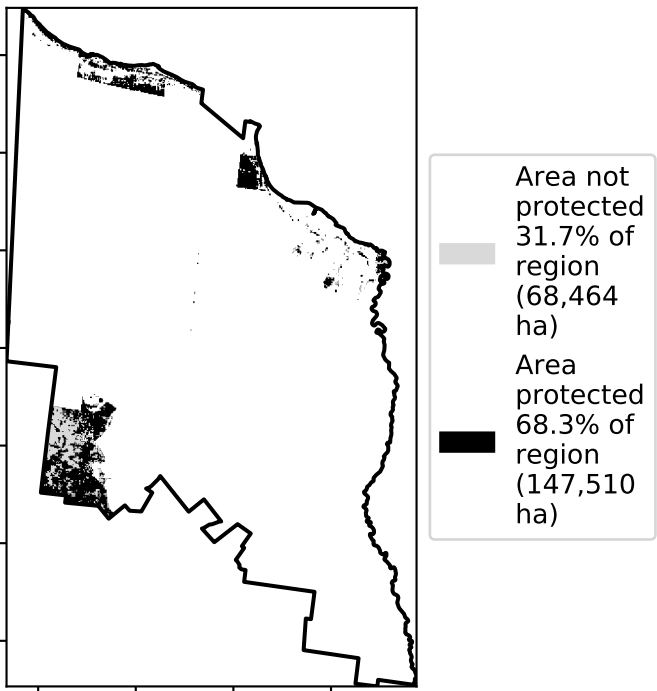 Area not
protected
31.7% of
region
(68,464
ha)
Area
protected
68.3% of
region
(147,510
ha)